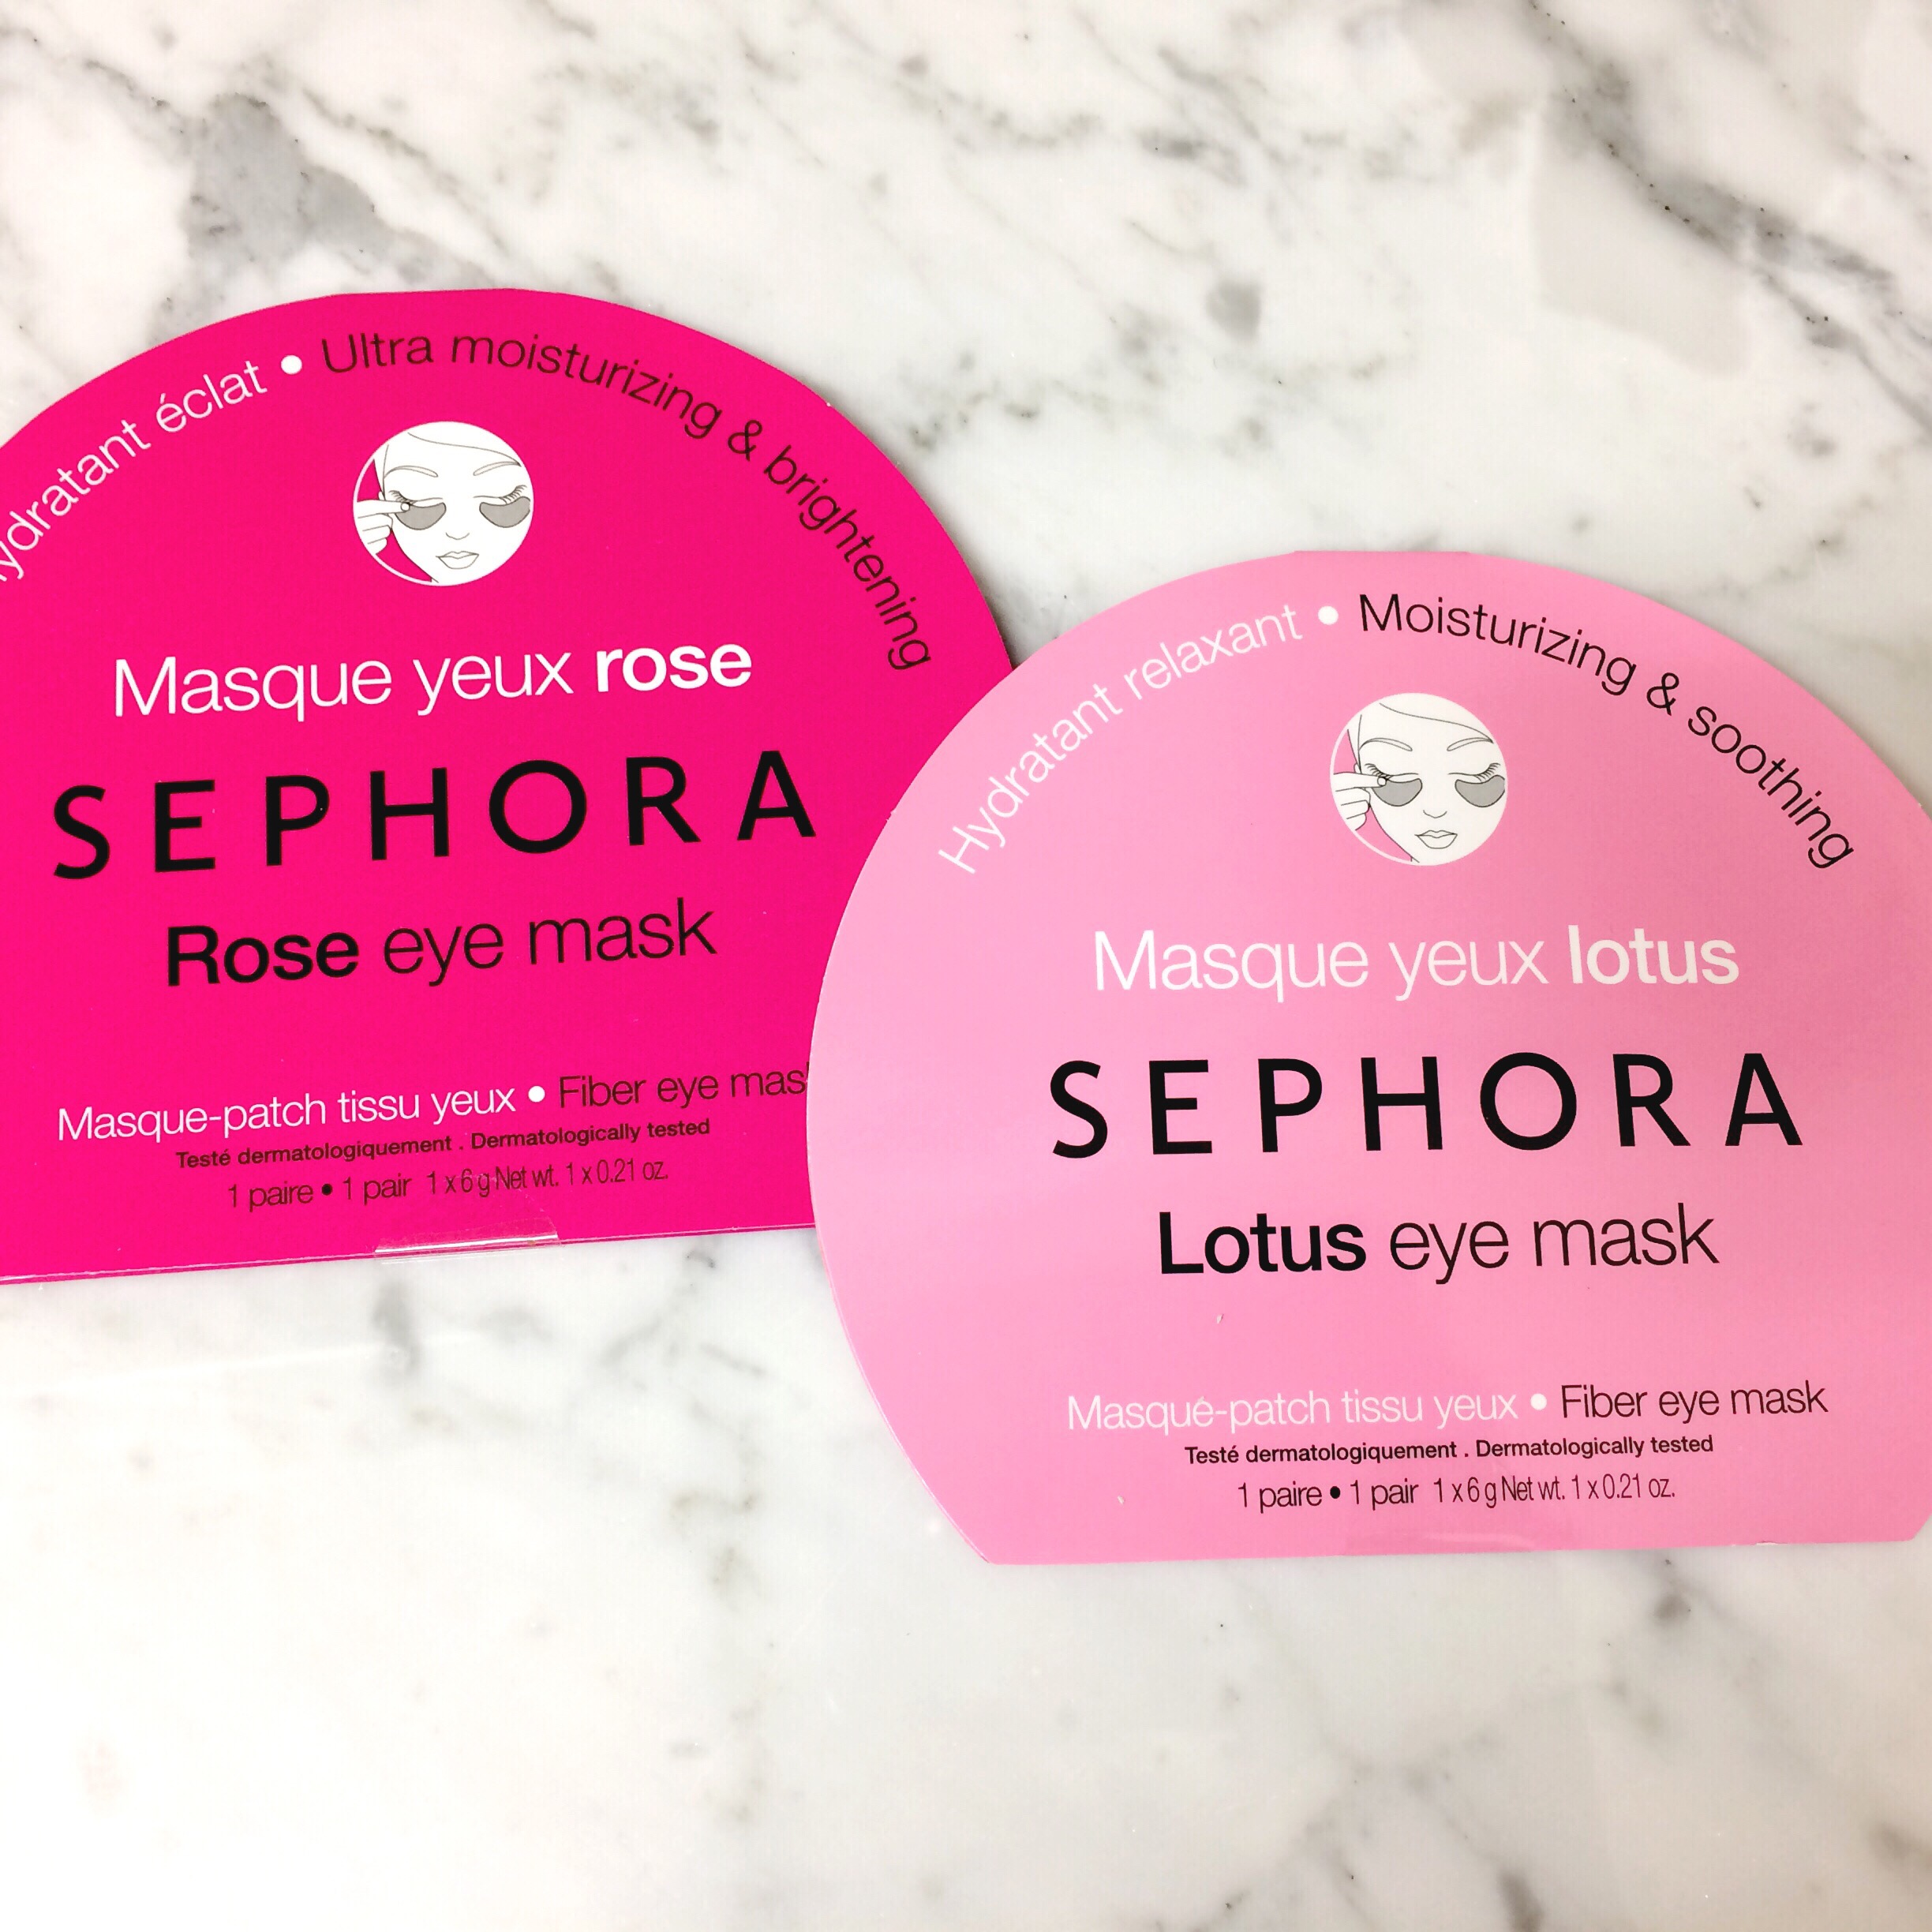 hydratant éclat • Ultra moisturizing & brightening
Masque yeux rose
SEPHORA
Rose eye mask
Masque-patch tissu yeux • Fiber eye mas
Testé dermatologiquement . Dermatologically tested
1 paire • 1 pair 1 x 6 g Net wt. 1 x 0.21 oz.
Hydratant relaxant • Moisturizing & soothing
Masque yeux lotus
SEPHORA
Lotus eye mask
Masque-patch tissu yeux • Fiber eye mask
Testé dermatologiquement . Dermatologically tested
1 paire • 1 pair 1 x 6 g Net wt. 1 x 0.21 oz.